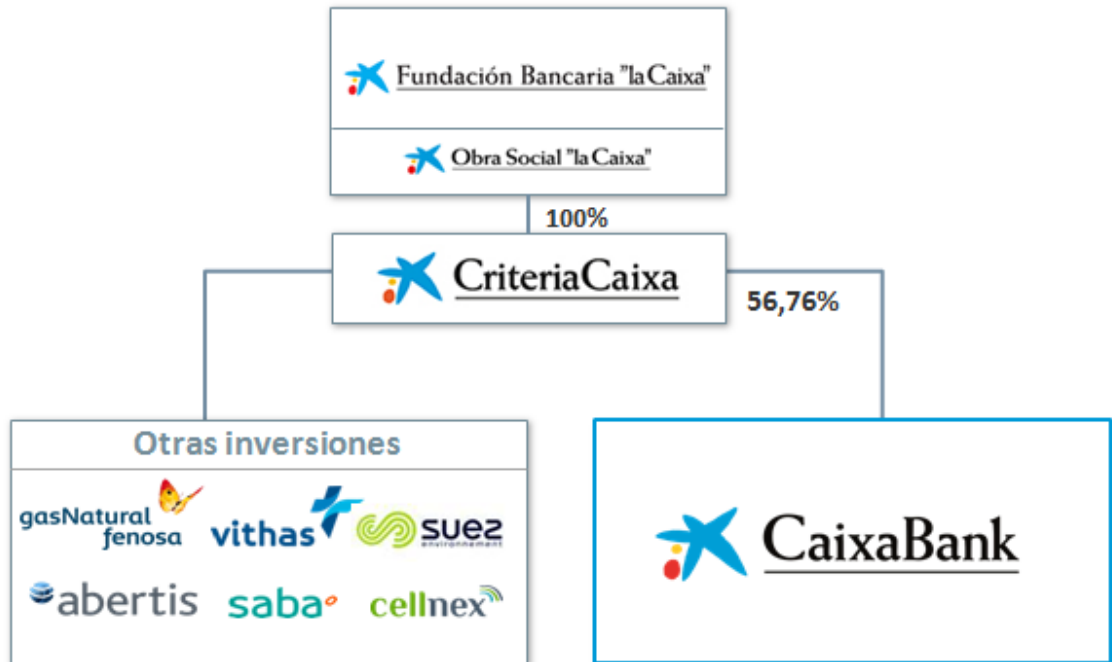 Fundación Bancaria "la Caixa"
Obra Social "la Caixa"
100%
CriteriaCaixa
56,76%
Otras inversiones
gasNatural
fenosa
vithas
suez
environnement
abertis
saba
cellnex
CaixaBank